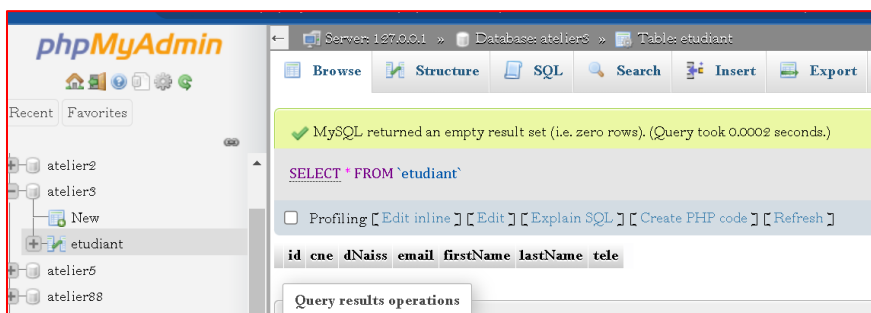 phpMyAdmin
Server: 127.0.0.1 » Database: atelier3 » Table: etudiant
Browse Structure SQL Search Insert Export
Recent Favorites
MySQL returned an empty result set (i.e. zero rows). (Query took 0.0002 seconds.)
atelier2
SELECT * FROM `etudiant`
atelier3
New
Profiling [ Edit inline ] [ Edit ] [ Explain SQL ] [ Create PHP code ] [ Refresh ]
etudiant
id cne dNaiss email firstName lastName tele
atelier5
atelier88
Query results operations